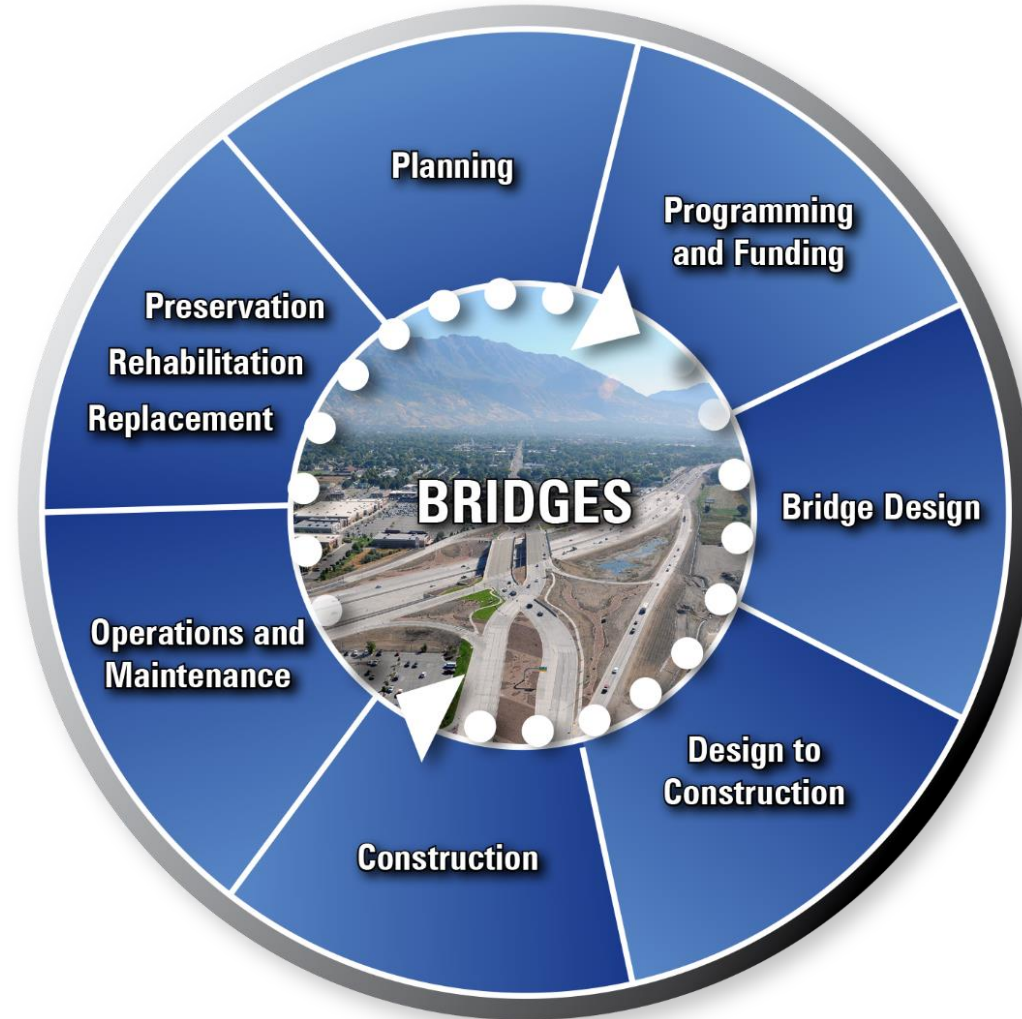 Planning
Programming
and Funding
Bridge Design
Design to
Construction
Construction
Operations and
Maintenance
Preservation
Rehabilitation
Replacement
BRIDGES